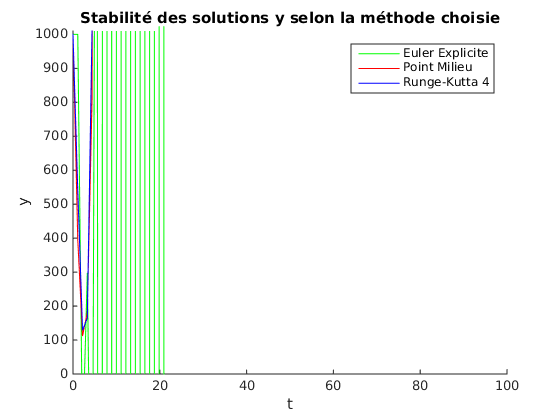 Stabilité des solutions y selon la méthode choisie
1000
900
800
700
600
500
400
300
200
100
0
y
Euler Explicite
Point Milieu
Runge-Kutta 4
0 20 40 60 80 100
t